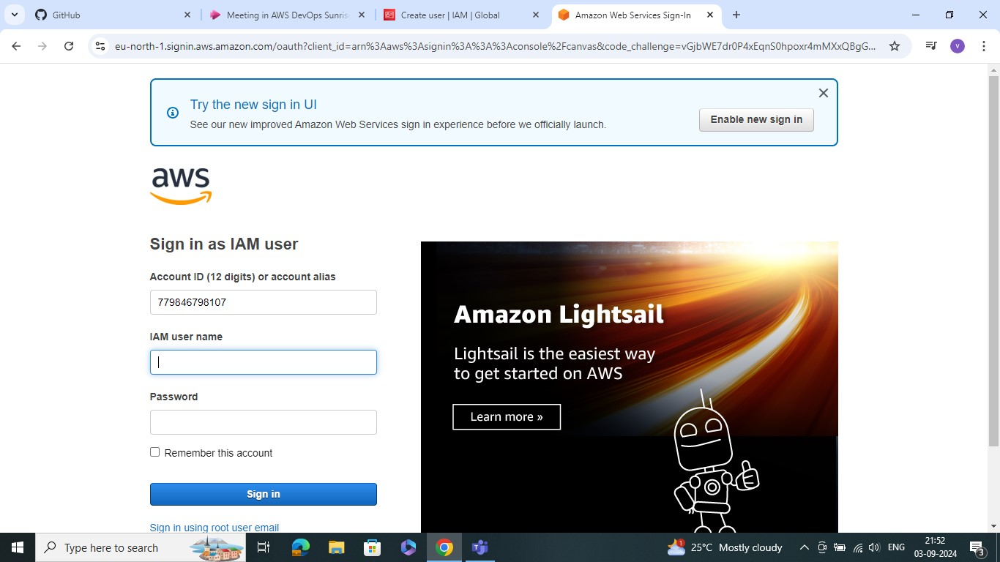 GitHub
Meeting in AWS DevOps Sunris
Create user | IAM | Global
Amazon Web Services Sign-In
eu-north-1.signin.aws.amazon.com/oauth?client_id=arn%3Aaws%3Asignin%3A%3A%3Aconsole%2Fcanvas&code_challenge=vGjbWE7dr0P4xEqnS0hpoxr4mMXxQBgG...
V
Try the new sign in UI
See our new improved Amazon Web Services sign in experience before we officially launch.
Enable new sign in
aws
Sign in as IAM user
Account ID (12 digits) or account alias
779846798107
IAM user name
Password
Remember this account
Sign in
Sign in using root user email
Amazon Lightsail
Lightsail is the easiest way
to get started on AWS
Learn more »
Type here to search
1
25°C Mostly cloudy
ENG
21:52
03-09-2024
3